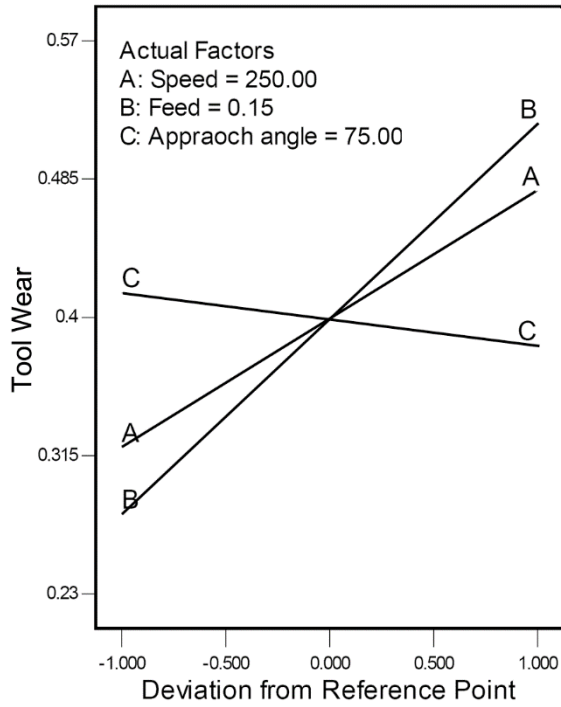 Actual Factors
A: Speed = 250.00
B: Feed = 0.15
C: Appraoch angle = 75.00
Tool Wear
0.57
0.485
0.4
0.315
0.23
B
A
C
C
A
B
-1.000 -0.500 0.000 0.500 1.000
Deviation from Reference Point